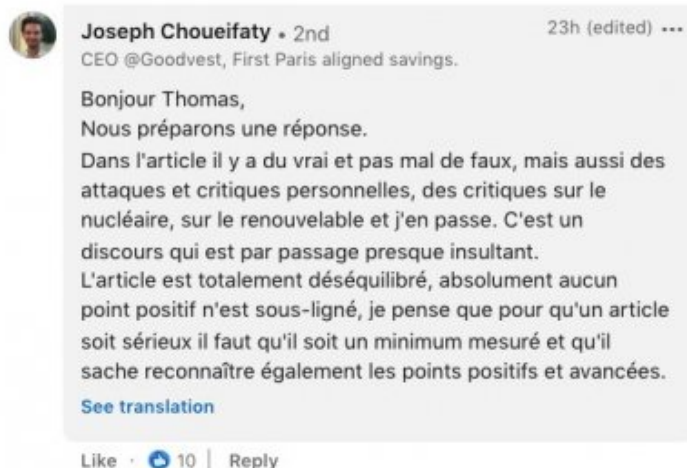 Joseph Choueifaty • 2nd
23h (edited) •••
CEO @Goodvest, First Paris aligned savings.
Bonjour Thomas,
Nous préparons une réponse.
Dans l'article il y a du vrai et pas mal de faux, mais aussi des
attaques et critiques personnelles, des critiques sur le
nucléaire, sur le renouvelable et j'en passe. C'est un
discours qui est par passage presque insultant.
L'article est totalement déséquilibré, absolument aucun
point positif n'est sous-ligné, je pense que pour qu'un article
soit sérieux il faut qu'il soit un minimum mesuré et qu'il
sache reconnaître également les points positifs et avancées.
See translation
Like · 10 | Reply